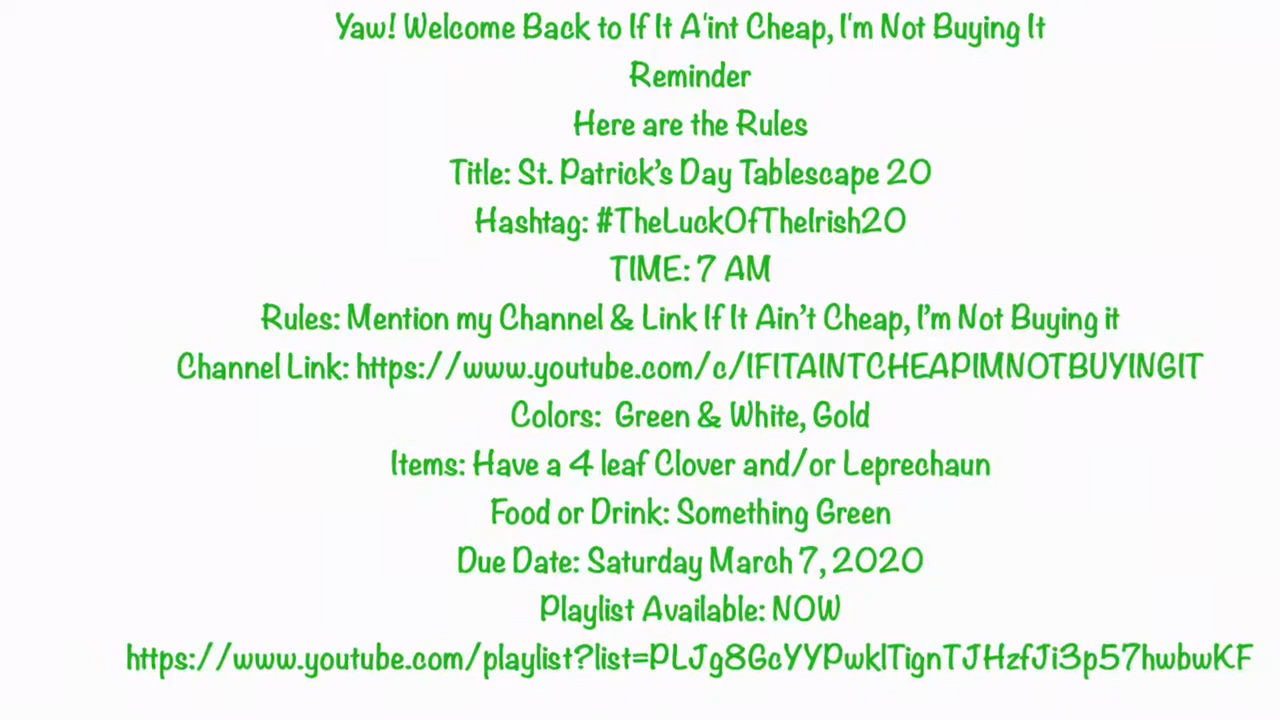 Yaw! Welcome Back to If It A'int Cheap, I'm Not Buying It
Reminder
Here are the Rules
Title: St. Patrick’s Day Tablescape 20
Hashtag: #TheLuckOfTheIrish20
TIME: 7 AM
Rules: Mention my Channel & Link If It Ain’t Cheap, I’m Not Buying it
Channel Link: https://www.youtube.com/c/IFITAINTCHEAPIMNOTBUYINGIT
Colors: Green & White, Gold
Items: Have a 4 leaf Clover and/or Leprechaun
Food or Drink: Something Green
Due Date: Saturday March 7, 2020
Playlist Available: NOW
https://www.youtube.com/playlist?list=PLJg8GcYYPwklTignTJHzfJi3p57hwbwKF